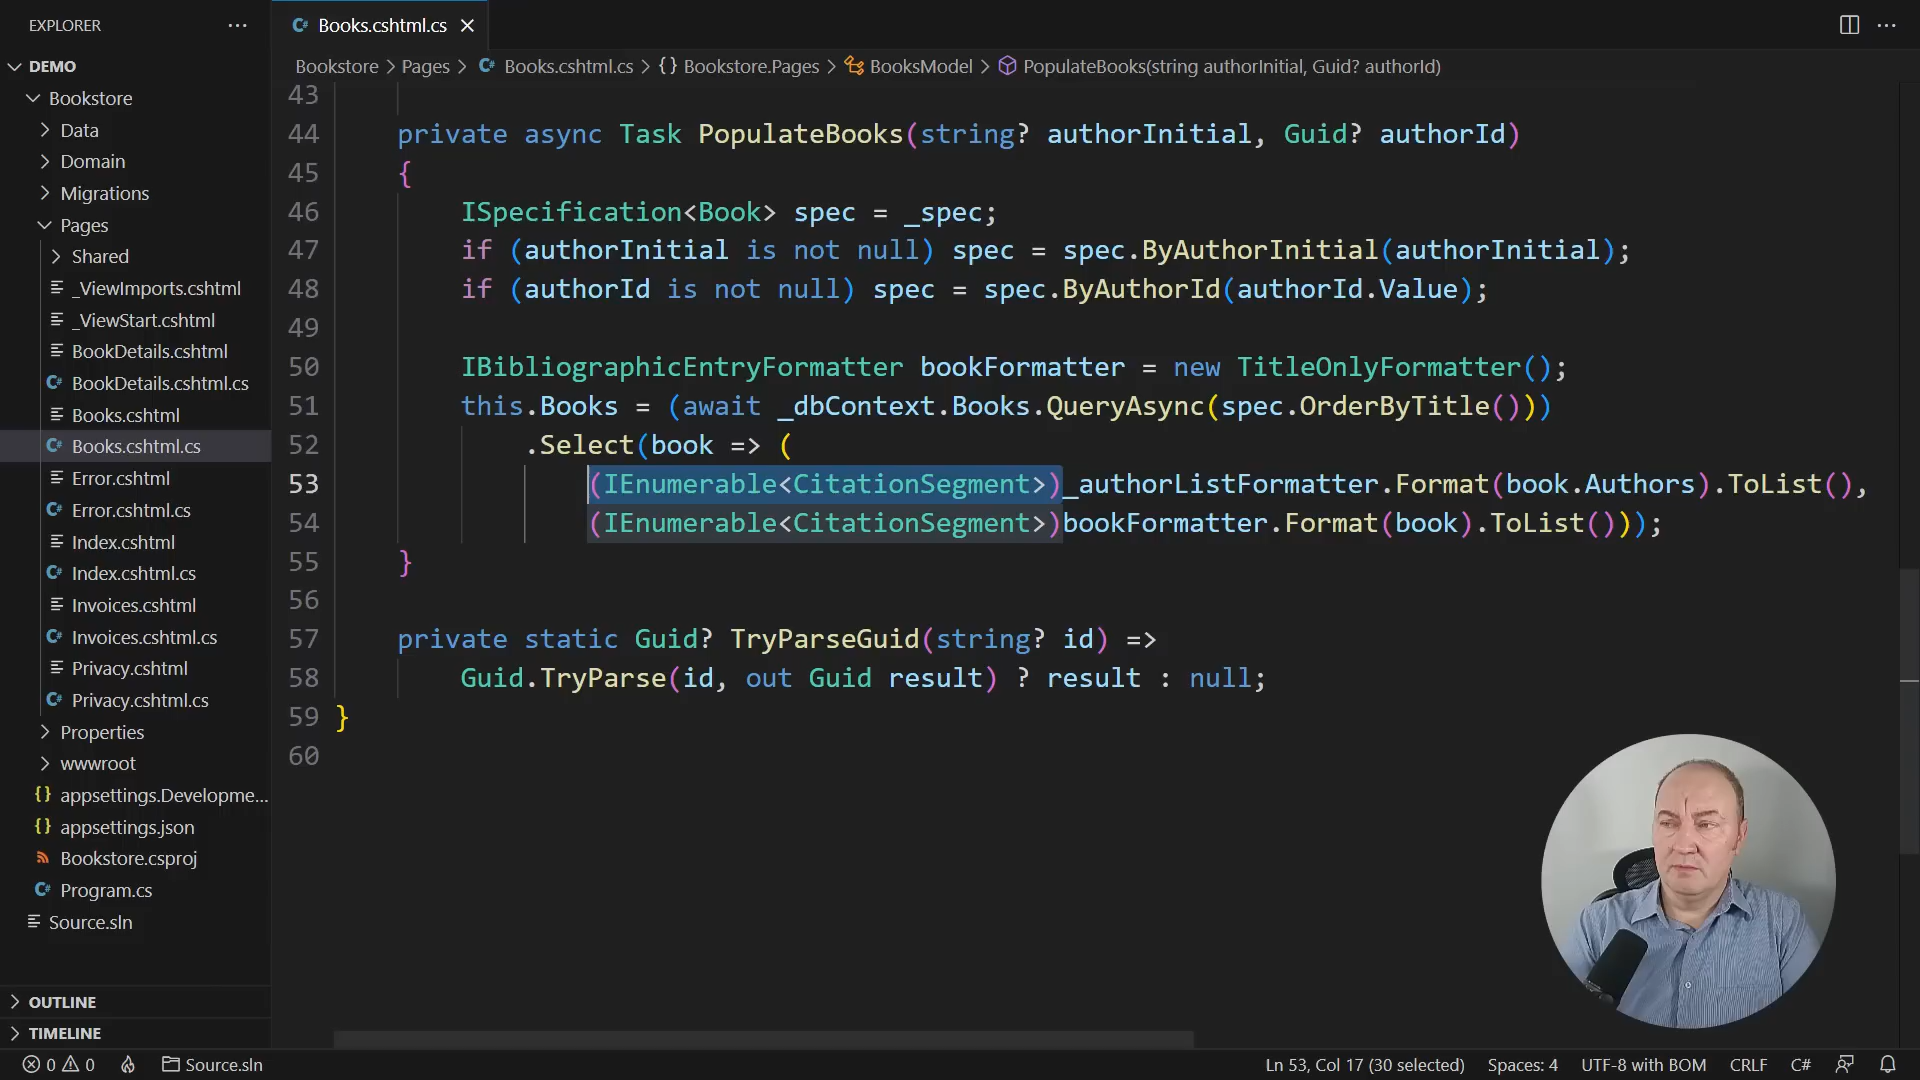 EXPLORER
DEMO
Bookstore
Data
Domain
Migrations
Pages
Shared
_ViewImports.cshtml
_ViewStart.cshtml
BookDetails.cshtml
BookDetails.cshtml.cs
Books.cshtml
Books.cshtml.cs
Error.cshtml
Error.cshtml.cs
Index.cshtml
Index.cshtml.cs
Invoices.cshtml
Invoices.cshtml.cs
Privacy.cshtml
Privacy.cshtml.cs
Properties
wwwroot
appsettings.Developme...
appsettings.json
Bookstore.csproj
Program.cs
Source.sln
OUTLINE
TIMELINE
Books.cshtml.cs
Bookstore > Pages > Books.cshtml.cs > {} Bookstore.Pages > BooksModel > PopulateBooks(string authorInitial, Guid? authorId)
43
44 private async Task PopulateBooks(string? authorInitial, Guid? authorId)
45 {
46 ISpecification<Book> spec = _spec;
47 if (authorInitial is not null) spec = spec.ByAuthorInitial(authorInitial);
48 if (authorId is not null) spec = spec.ByAuthorId(authorId.Value);
49
50 IBibliographicEntryFormatter bookFormatter = new TitleOnlyFormatter();
51 this.Books = (await _dbContext.Books.QueryAsync(spec.OrderByTitle()))
52 .Select(book => (
53 (IEnumerable<CitationSegment>)_authorListFormatter.Format(book.Authors).ToList(),
54 (IEnumerable<CitationSegment>)bookFormatter.Format(book).ToList()));
55 }
56
57 private static Guid? TryParseGuid(string? id) =>
58 Guid.TryParse(id, out Guid result) ? result : null;
59 }
60
0 0 Source.sln
Ln 53, Col 17 (30 selected) Spaces: 4 UTF-8 with BOM CRLF C#